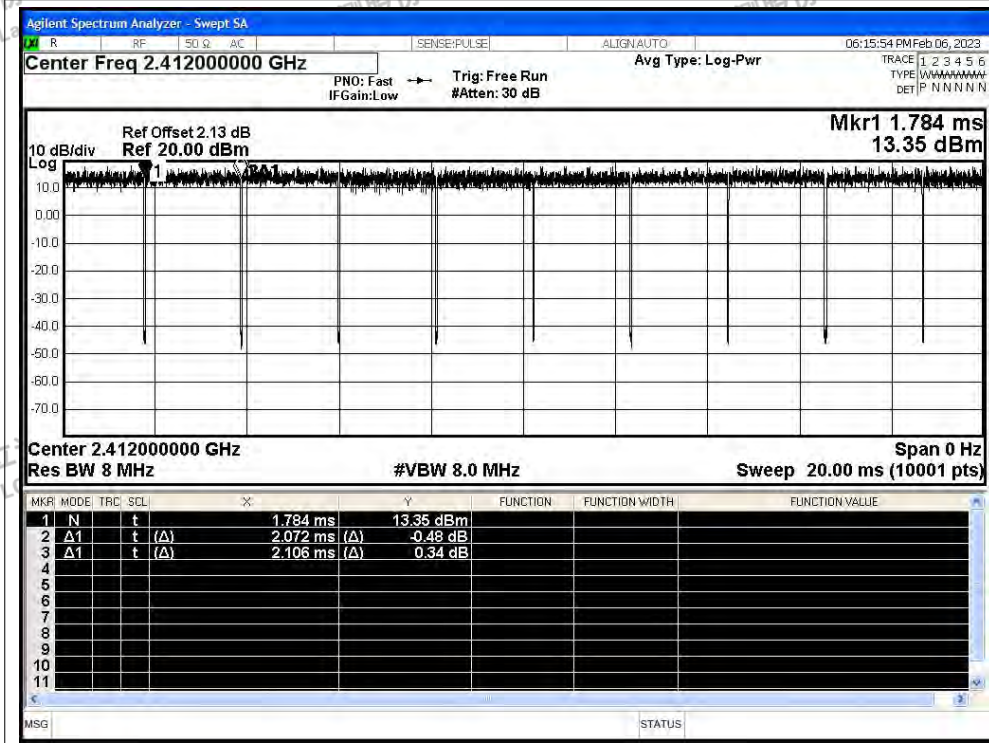 Agilent Spectrum Analyzer - Swept SA
LXI R RF 50 Ω AC SENSE:PULSE ALIGN AUTO 06:15:54 PM Feb 06, 2023
Center Freq 2.412000000 GHz Avg Type: Log-Pwr TRACE 1 2 3 4 5 6
PNO: Fast Trig: Free Run TYPE WWWWWW
IFGain:Low #Atten: 30 dB DET P N N N N N
Mkr1 1.784 ms
Ref Offset 2.13 dB
10 dB/div Ref 20.00 dBm 13.35 dBm
Log
1
3Δ1
10.0
0.00
-10.0
-20.0
-30.0
-40.0
-50.0
-60.0
-70.0
Center 2.412000000 GHz Span 0 Hz
Res BW 8 MHz #VBW 8.0 MHz Sweep 20.00 ms (10001 pts)
MKR MODE TRC SCL X Y FUNCTION FUNCTION WIDTH FUNCTION VALUE
1 N t 1.784 ms 13.35 dBm
2 Δ1 t (Δ) 2.072 ms (Δ) -0.48 dB
3 Δ1 t (Δ) 2.106 ms (Δ) 0.34 dB
4
5
6
7
8
9
10
11
MSG STATUS